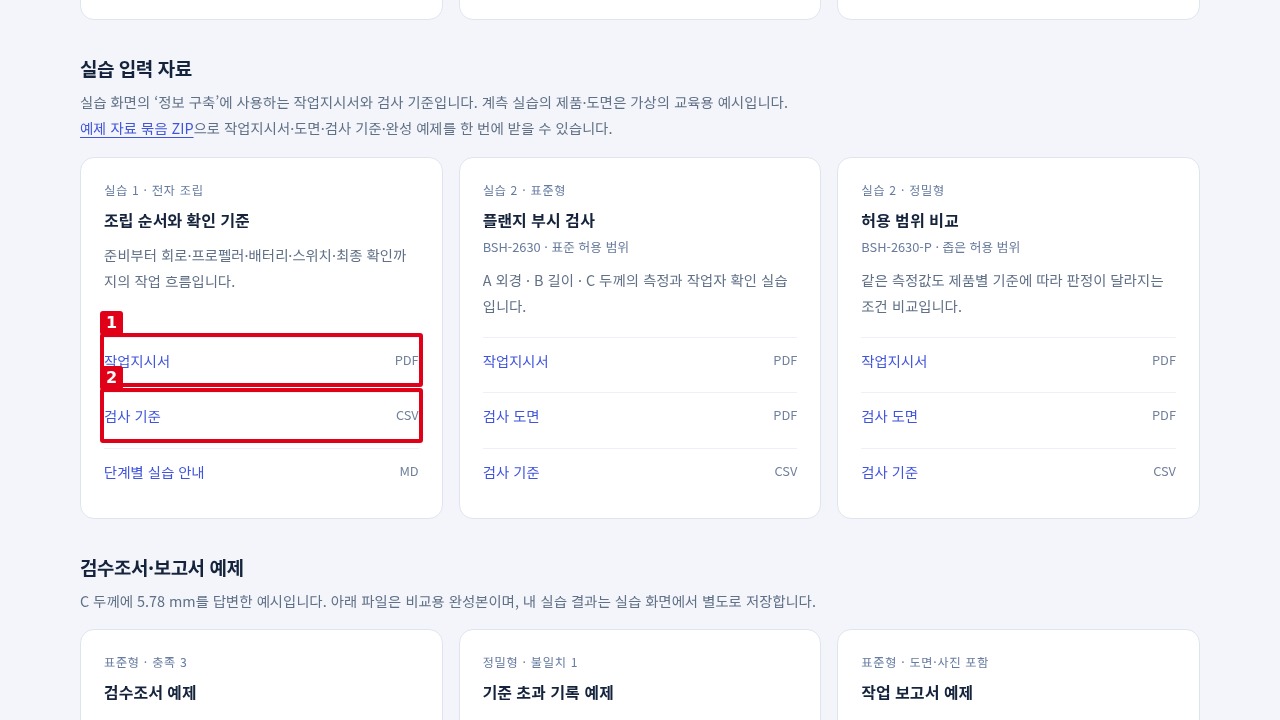 실습 입력 자료
실습 화면의 ‘정보 구축’에 사용하는 작업지시서와 검사 기준입니다. 계측 실습의 제품·도면은 가상의 교육용 예시입니다.
예제 자료 묶음 ZIP으로 작업지시서·도면·검사 기준·완성 예제를 한 번에 받을 수 있습니다.
실습 1 · 전자 조립
조립 순서와 확인 기준
준비부터 회로·프로펠러·배터리·스위치·최종 확인까
지의 작업 흐름입니다.
1
작업지시서 PDF
2
검사 기준 CSV
단계별 실습 안내 MD
실습 2 · 표준형
플랜지 부시 검사
BSH-2630 · 표준 허용 범위
A 외경 · B 길이 · C 두께의 측정과 작업자 확인 실습
입니다.
작업지시서 PDF
검사 도면 PDF
검사 기준 CSV
실습 2 · 정밀형
허용 범위 비교
BSH-2630-P · 좁은 허용 범위
같은 측정값도 제품별 기준에 따라 판정이 달라지는
조건 비교입니다.
작업지시서 PDF
검사 도면 PDF
검사 기준 CSV
검수조서·보고서 예제
C 두께에 5.78 mm를 답변한 예시입니다. 아래 파일은 비교용 완성본이며, 내 실습 결과는 실습 화면에서 별도로 저장합니다.
표준형 · 충족 3
검수조서 예제
정밀형 · 불일치 1
기준 초과 기록 예제
표준형 · 도면·사진 포함
작업 보고서 예제